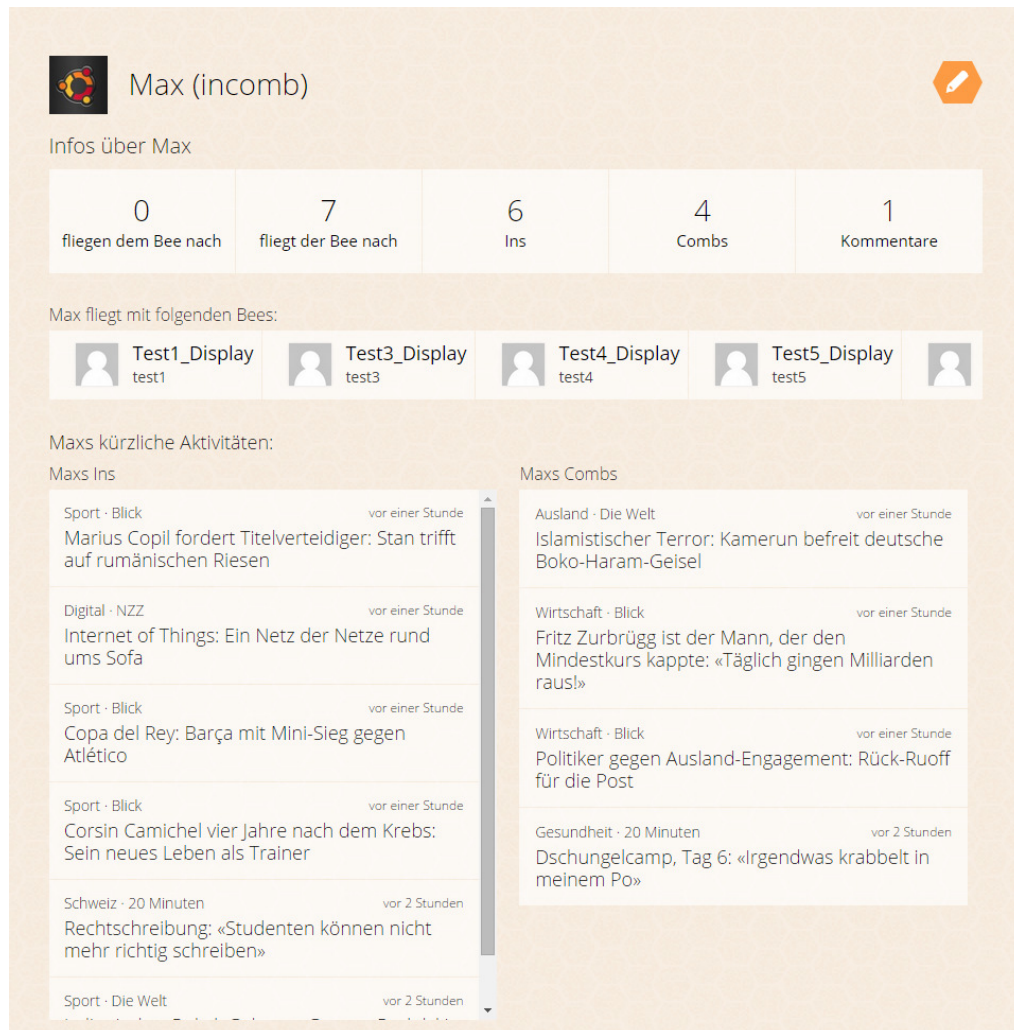 Max (incomb)
Infos über Max
0
fliegen dem Bee nach
7
fliegt der Bee nach
6
Ins
4
Combs
1
Kommentare
Max fliegt mit folgenden Bees:
Test1_Display
test1
Test3_Display
test3
Test4_Display
test4
Test5_Display
test5
Maxs kürzliche Aktivitäten:
Maxs Ins
Sport · Blick vor einer Stunde
Marius Copil fordert Titelverteidiger: Stan trifft
auf rumänischen Riesen
Digital · NZZ vor einer Stunde
Internet of Things: Ein Netz der Netze rund
ums Sofa
Sport · Blick vor einer Stunde
Copa del Rey: Barça mit Mini-Sieg gegen
Atlético
Sport · Blick vor einer Stunde
Corsin Camichel vier Jahre nach dem Krebs:
Sein neues Leben als Trainer
Schweiz · 20 Minuten vor 2 Stunden
Rechtschreibung: «Studenten können nicht
mehr richtig schreiben»
Sport · Die Welt vor 2 Stunden
Maxs Combs
Ausland · Die Welt vor einer Stunde
Islamistischer Terror: Kamerun befreit deutsche
Boko-Haram-Geisel
Wirtschaft · Blick vor einer Stunde
Fritz Zurbrügg ist der Mann, der den
Mindestkurs kappte: «Täglich gingen Milliarden
raus!»
Wirtschaft · Blick vor einer Stunde
Politiker gegen Ausland-Engagement: Rück-Ruoff
für die Post
Gesundheit · 20 Minuten vor 2 Stunden
Dschungelcamp, Tag 6: «Irgendwas krabbelt in
meinem Po»